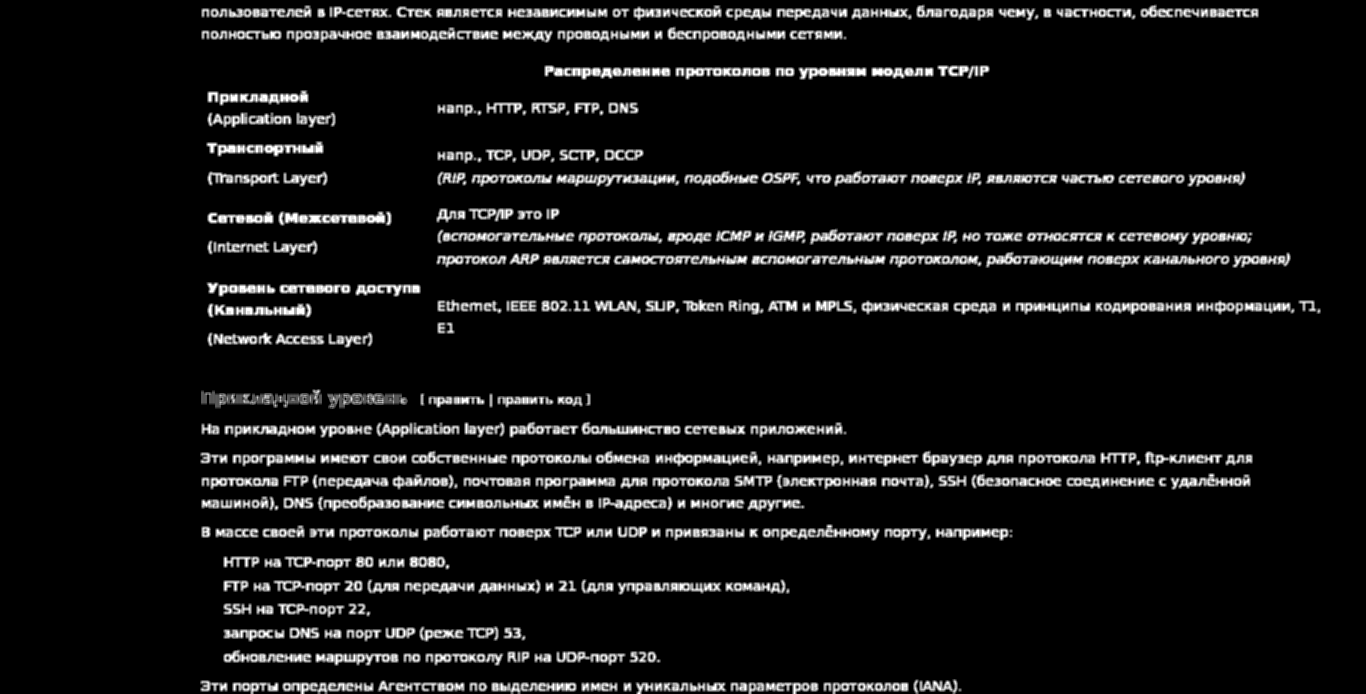 пользователей в IP-сетях. Стек является независимым от физической среды передачи данных, благодаря чему, в частности, обеспечивается
полностью прозрачное взаимодействие между проводными и беспроводными сетями.
Распределение протоколов по уровням модели TCP/IP
Прикладной
(Application layer)
напр., HTTP, RTSP, FTP, DNS
Транспортный
(Transport Layer)
напр., TCP, UDP, SCTP, DCCP
(RIP, протоколы маршрутизации, подобные OSPF, что работают поверх IP, являются частью сетевого уровня)
Сетевой (Межсетевой)
(Internet Layer)
Для TCP/IP это IP
(вспомогательные протоколы, вроде ICMP и IGMP, работают поверх IP, но тоже относятся к сетевому уровню;
протокол ARP является самостоятельным вспомогательным протоколом, работающим поверх канального уровня)
Уровень сетевого доступа
(Канальный)
(Network Access Layer)
Ethernet, IEEE 802.11 WLAN, SLIP, Token Ring, ATM и MPLS, физическая среда и принципы кодирования информации, T1,
E1
Прикладной уровень [ править | править код ]
На прикладном уровне (Application layer) работает большинство сетевых приложений.
Эти программы имеют свои собственные протоколы обмена информацией, например, интернет браузер для протокола HTTP, ftp-клиент для
протокола FTP (передача файлов), почтовая программа для протокола SMTP (электронная почта), SSH (безопасное соединение с удалённой
машиной), DNS (преобразование символьных имён в IP-адреса) и многие другие.
В массе своей эти протоколы работают поверх TCP или UDP и привязаны к определённому порту, например:
HTTP на TCP-порт 80 или 8080,
FTP на TCP-порт 20 (для передачи данных) и 21 (для управляющих команд),
SSH на TCP-порт 22,
запросы DNS на порт UDP (реже TCP) 53,
обновление маршрутов по протоколу RIP на UDP-порт 520.
Эти порты определены Агентством по выделению имен и уникальных параметров протоколов (IANA).